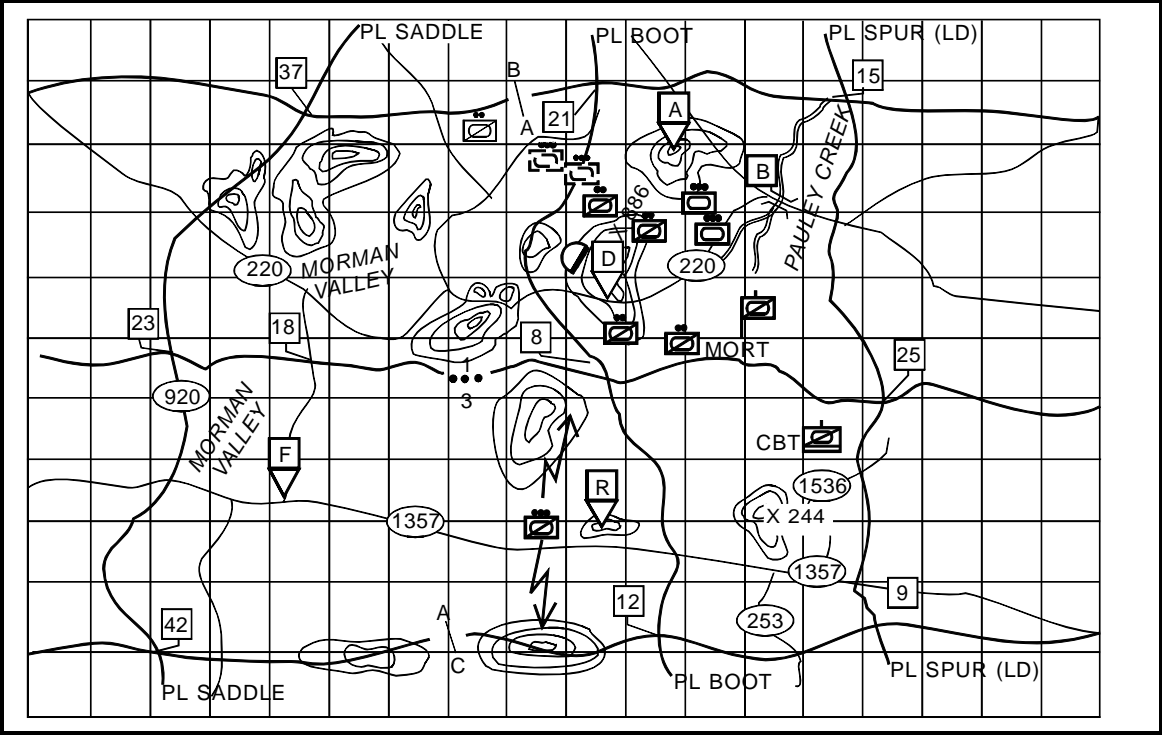 PL SADDLE
PL BOOT
PL SPUR (LD)
37
B
A
21
A
15
B
PAULEY CREEK
886
D
220
220
MORMAN
VALLEY
23
18
8
MORT
25
1
3
920
MORMAN
VALLEY
CBT
F
R
1536
X 244
1357
1357
9
12
253
42
A
C
PL SADDLE
PL BOOT
PL SPUR (LD)